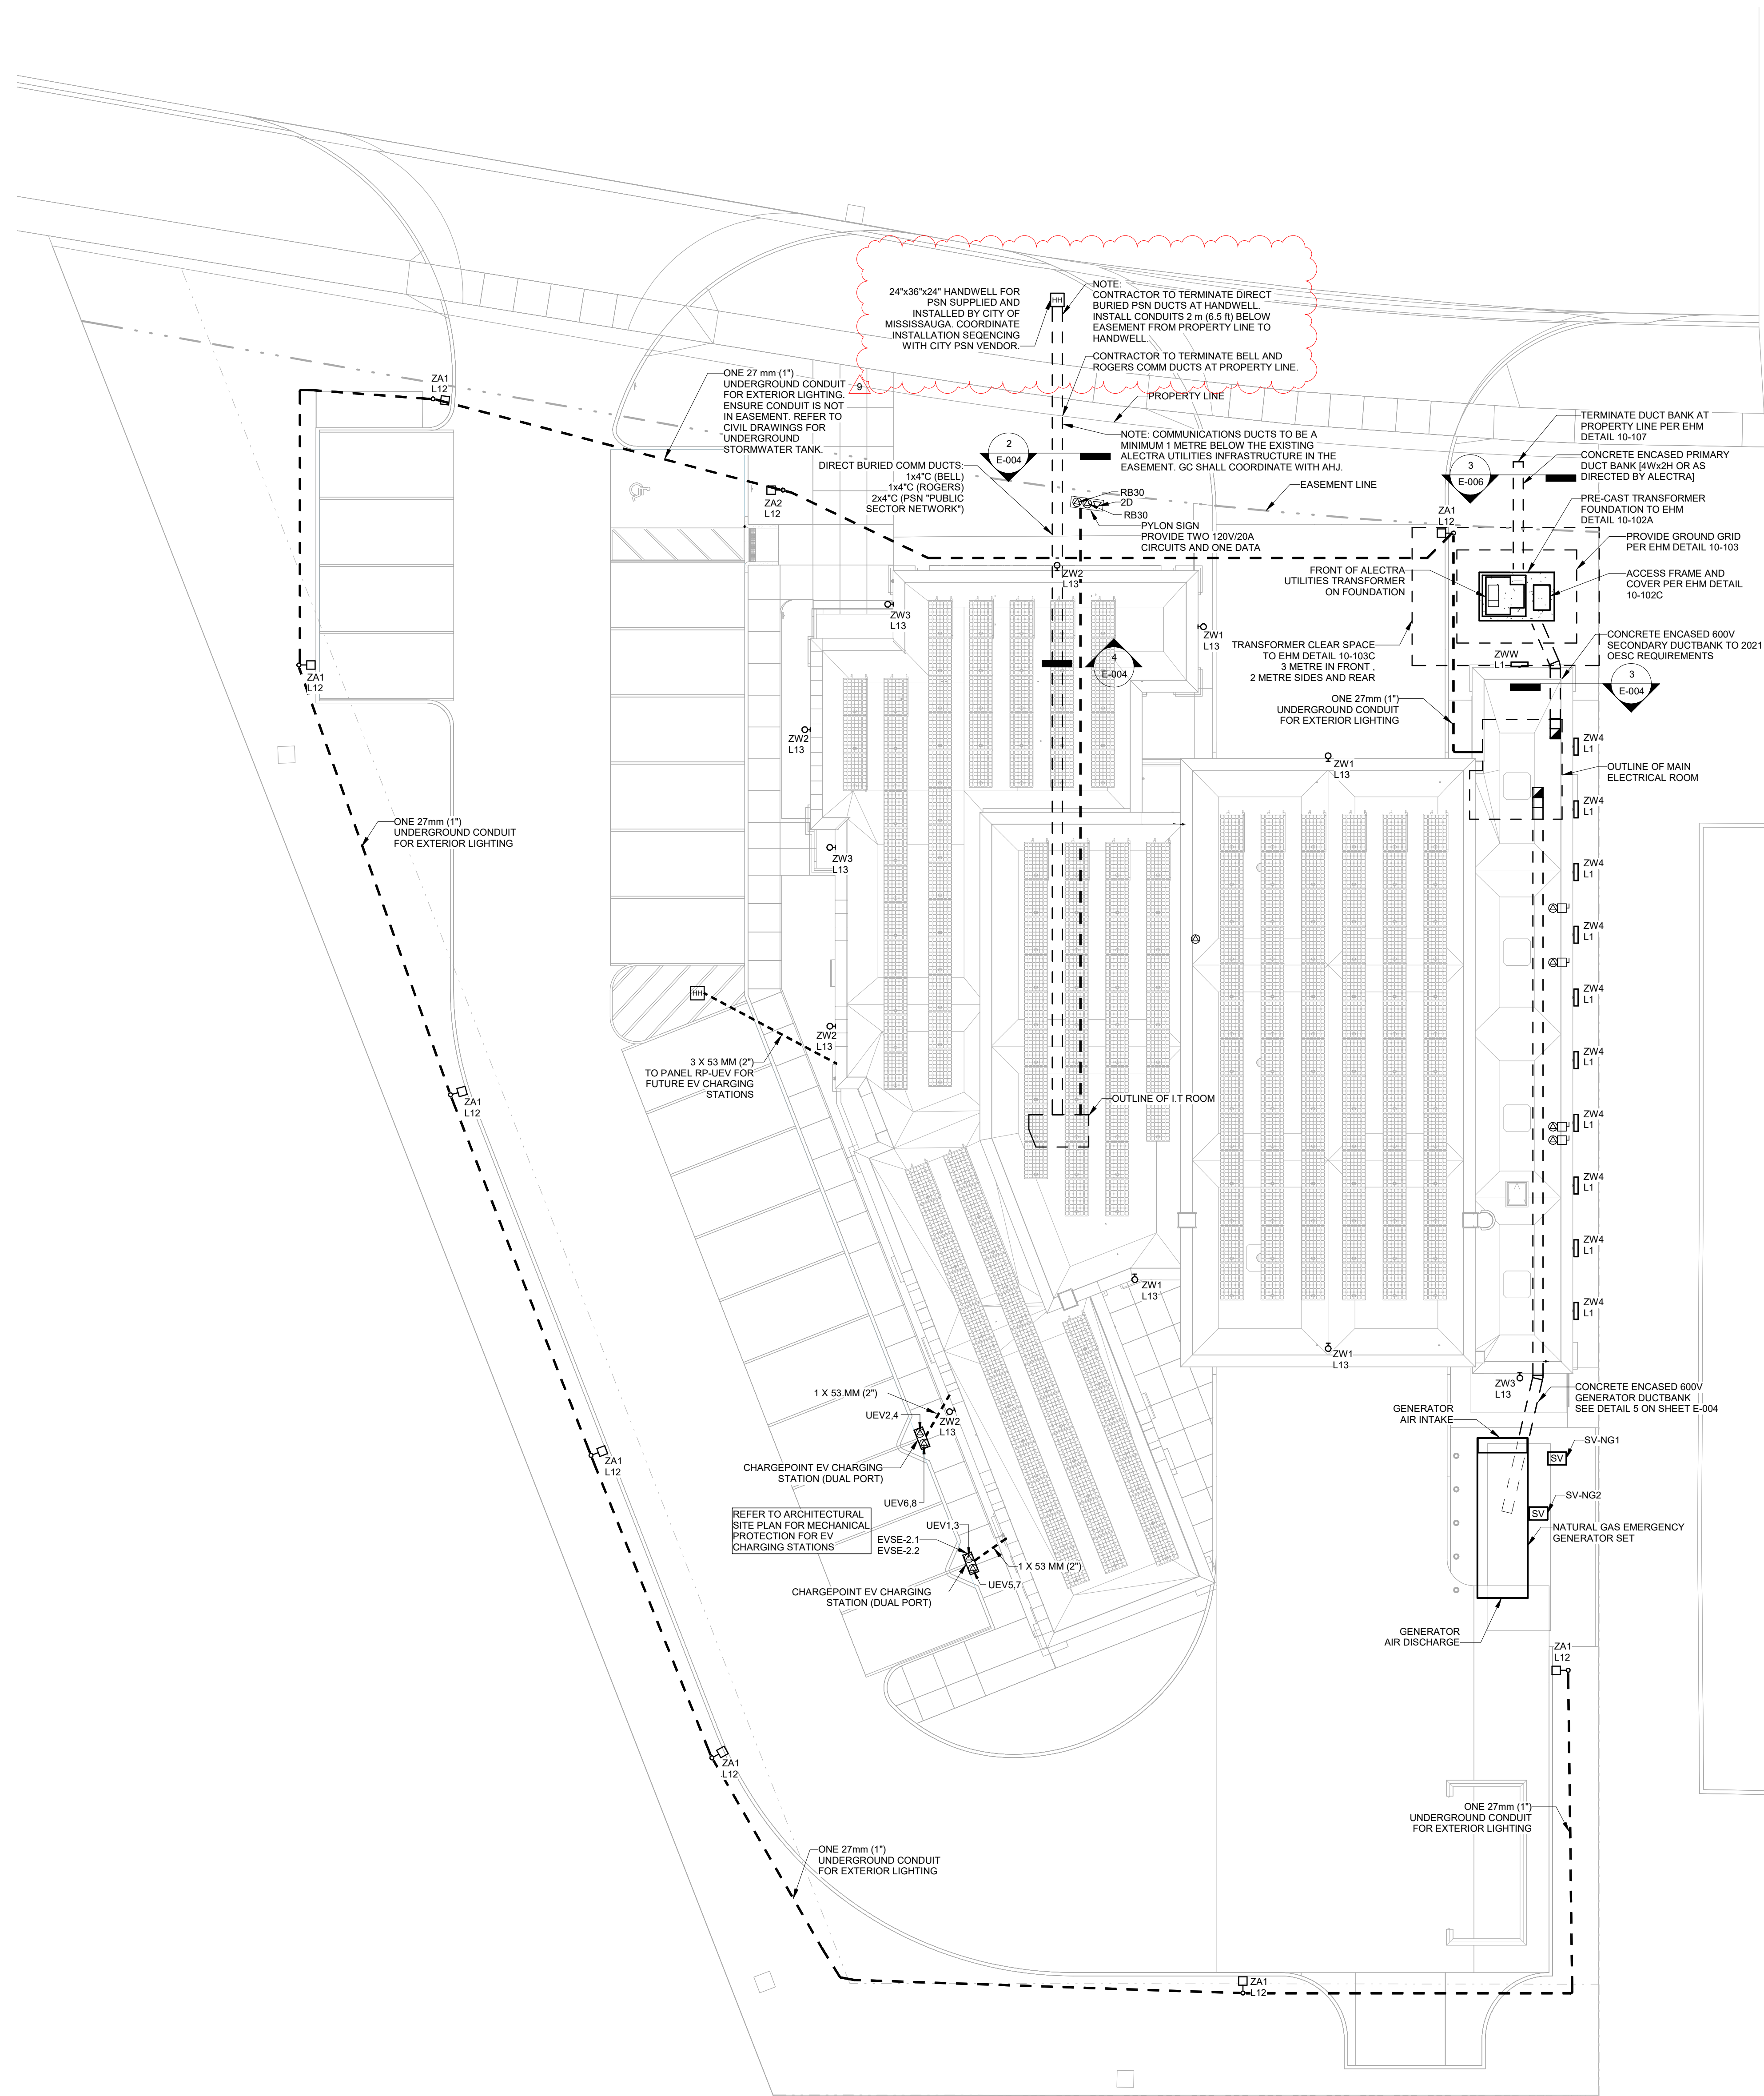 24"x36"x24" HANDWELL FOR
PSN SUPPLIED AND
INSTALLED BY CITY OF
MISSISSAUGA. COORDINATE
INSTALLATION SEQENCING
WITH CITY PSN VENDOR.
HH
NOTE:
CONTRACTOR TO TERMINATE DIRECT
BURIED PSN DUCTS AT HANDWELL.
INSTALL CONDUITS 2 m (6.5 ft) BELOW
EASEMENT FROM PROPERTY LINE TO
HANDWELL.
CONTRACTOR TO TERMINATE BELL AND
ROGERS COMM DUCTS AT PROPERTY LINE.
9
PROPERTY LINE
ZA1
L12
ONE 27 mm (1")
UNDERGROUND CONDUIT
FOR EXTERIOR LIGHTING.
ENSURE CONDUIT IS NOT
IN EASEMENT. REFER TO
CIVIL DRAWINGS FOR
UNDERGROUND
STORMWATER TANK.
NOTE: COMMUNICATIONS DUCTS TO BE A
MINIMUM 1 METRE BELOW THE EXISTING
ALECTRA UTILITIES INFRASTRUCTURE IN THE
EASEMENT. GC SHALL COORDINATE WITH AHJ.
2
E-004
DIRECT BURIED COMM DUCTS:
1x4"C (BELL)
1x4"C (ROGERS)
2x4"C (PSN "PUBLIC
SECTOR NETWORK")
TERMINATE DUCT BANK AT
PROPERTY LINE PER EHM
DETAIL 10-107
CONCRETE ENCASED PRIMARY
DUCT BANK [4Wx2H OR AS
DIRECTED BY ALECTRA]
3
E-006
EASEMENT LINE
PRE-CAST TRANSFORMER
FOUNDATION TO EHM
DETAIL 10-102A
ZA2
L12
RB30
2D
RB30
PYLON SIGN
PROVIDE TWO 120V/20A
CIRCUITS AND ONE DATA
ZA1
L12
PROVIDE GROUND GRID
PER EHM DETAIL 10-103
FRONT OF ALECTRA
UTILITIES TRANSFORMER
ON FOUNDATION
ACCESS FRAME AND
COVER PER EHM DETAIL
10-102C
ZW2
L13
ZW3
L13
ZW1
L13
TRANSFORMER CLEAR SPACE
TO EHM DETAIL 10-103C
3 METRE IN FRONT ,
2 METRE SIDES AND REAR
CONCRETE ENCASED 600V
SECONDARY DUCTBANK TO 2021
OESC REQUIREMENTS
ZWW
L1
4
E-004
3
E-004
ZA1
L12
ONE 27mm (1")
UNDERGROUND CONDUIT
FOR EXTERIOR LIGHTING
ZW2
L13
ZW4
L1
ZW1
L13
OUTLINE OF MAIN
ELECTRICAL ROOM
ZW4
L1
ONE 27mm (1")
UNDERGROUND CONDUIT
FOR EXTERIOR LIGHTING
ZW3
L13
ZW4
L1
ZW4
L1
HH
ZW4
L1
ZW2
L13
3 X 53 MM (2")
TO PANEL RP-UEV FOR
FUTURE EV CHARGING
STATIONS
ZW4
L1
ZA1
L12
OUTLINE OF I.T ROOM
ZW4
L1
ZW4
L1
ZW4
L1
ZW1
L13
ZW4
L1
ZW1
L13
ZW3
L13
CONCRETE ENCASED 600V
GENERATOR DUCTBANK
SEE DETAIL 5 ON SHEET E-004
1 X 53 MM (2")
UEV2,4
ZW2
L13
GENERATOR
AIR INTAKE
ZA1
L12
CHARGEPOINT EV CHARGING
STATION (DUAL PORT)
SV-NG1
SV
UEV6,8
SV-NG2
SV
REFER TO ARCHITECTURAL
SITE PLAN FOR MECHANICAL
PROTECTION FOR EV
CHARGING STATIONS
UEV1,3
EVSE-2.1
EVSE-2.2
1 X 53 MM (2")
UEV5,7
NATURAL GAS EMERGENCY
GENERATOR SET
CHARGEPOINT EV CHARGING
STATION (DUAL PORT)
GENERATOR
AIR DISCHARGE
ZA1
L12
ZA1
L12
ONE 27mm (1")
UNDERGROUND CONDUIT
FOR EXTERIOR LIGHTING
ONE 27mm (1")
UNDERGROUND CONDUIT
FOR EXTERIOR LIGHTING
ZA1
L12